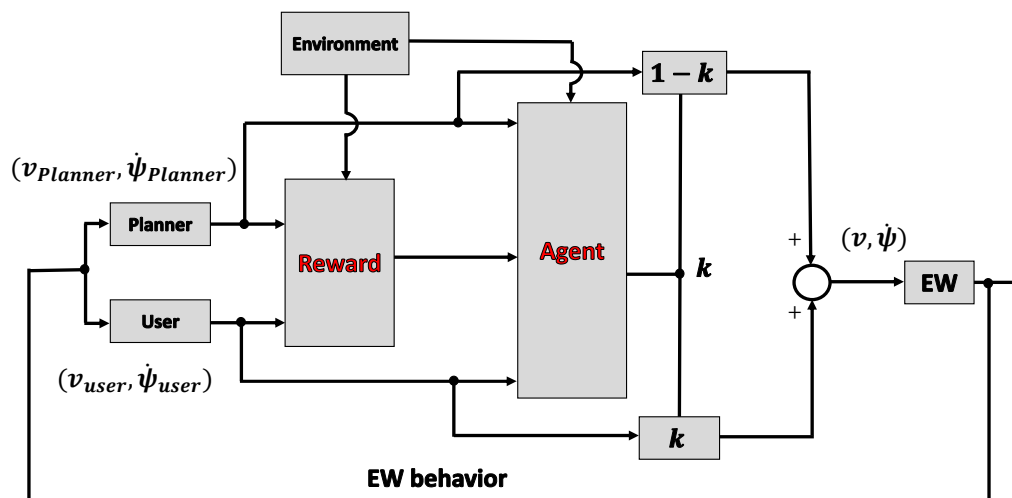 Environment
1 − k
(v_Planner, ψ̇_Planner)
Planner
Reward
Agent
k
+
(v, ψ̇)
EW
+
User
(v_user, ψ̇_user)
k
EW behavior